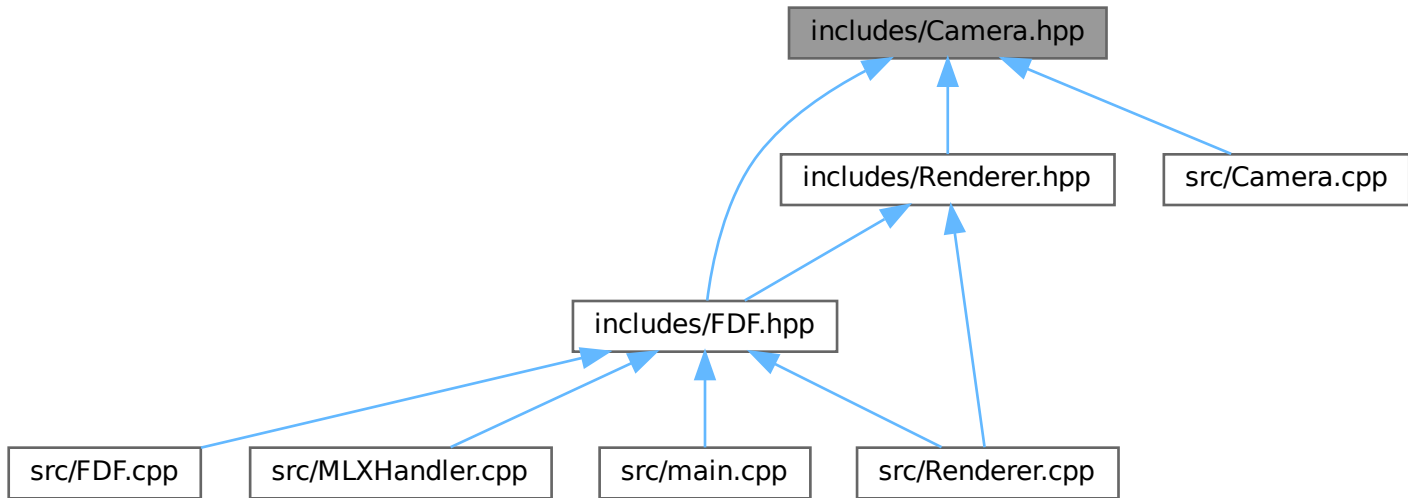 includes/Camera.hpp
includes/Renderer.hpp
src/Camera.cpp
includes/FDF.hpp
src/FDF.cpp
src/MLXHandler.cpp
src/main.cpp
src/Renderer.cpp